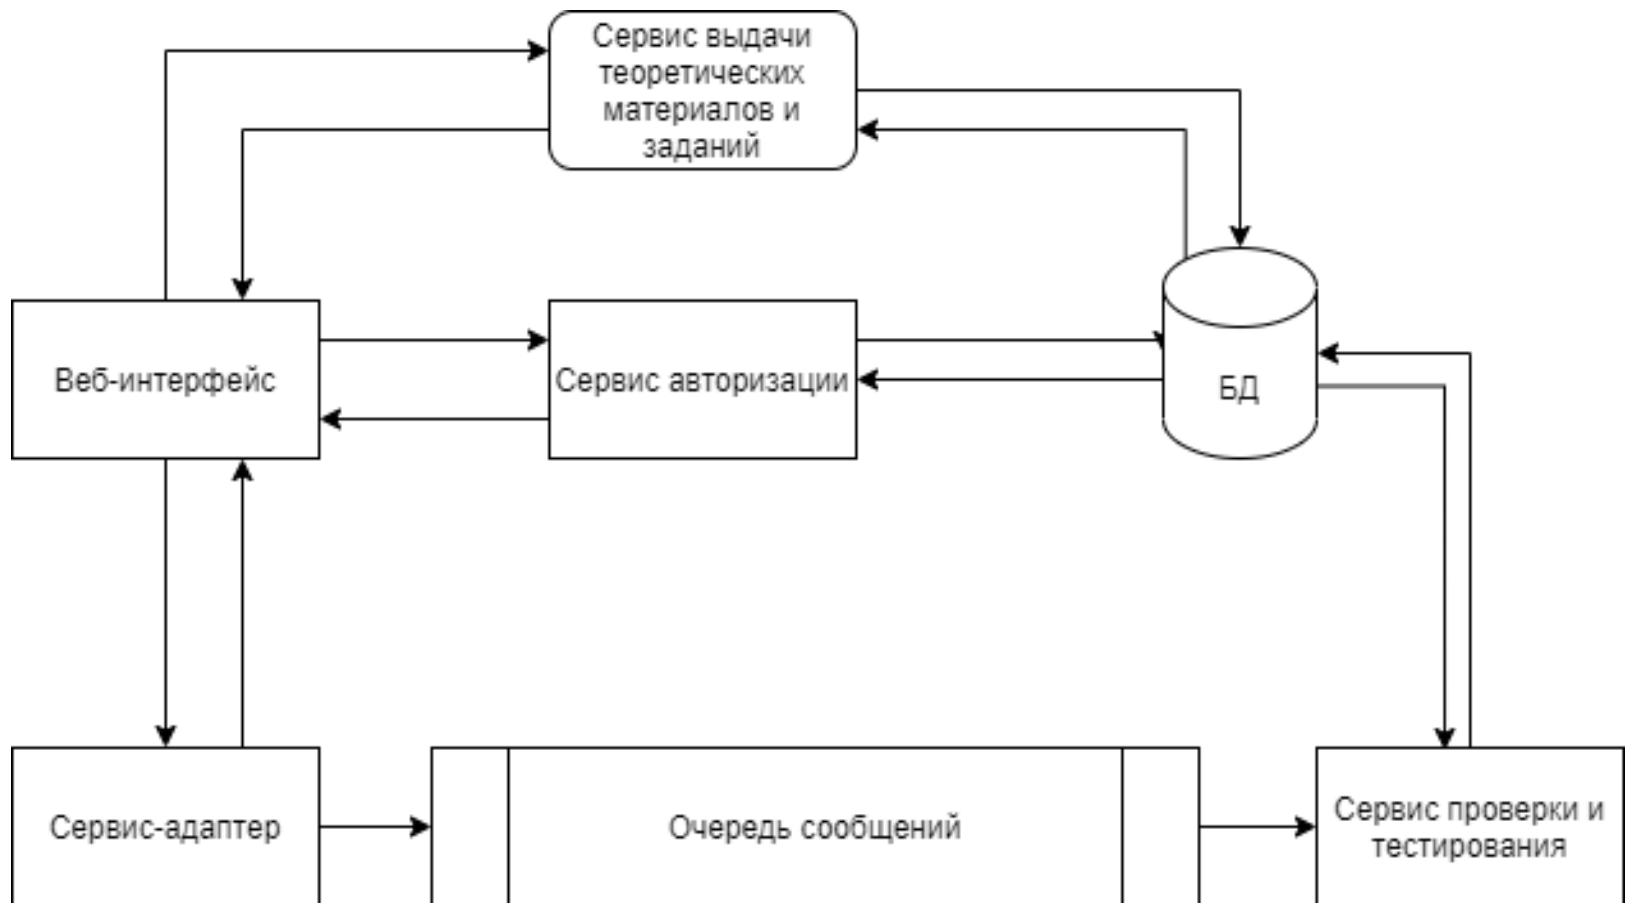 Сервис выдачи
теоретических
материалов и
заданий
Веб-интерфейс
Сервис авторизации
БД
Сервис-адаптер
Очередь сообщений
Сервис проверки и
тестирования